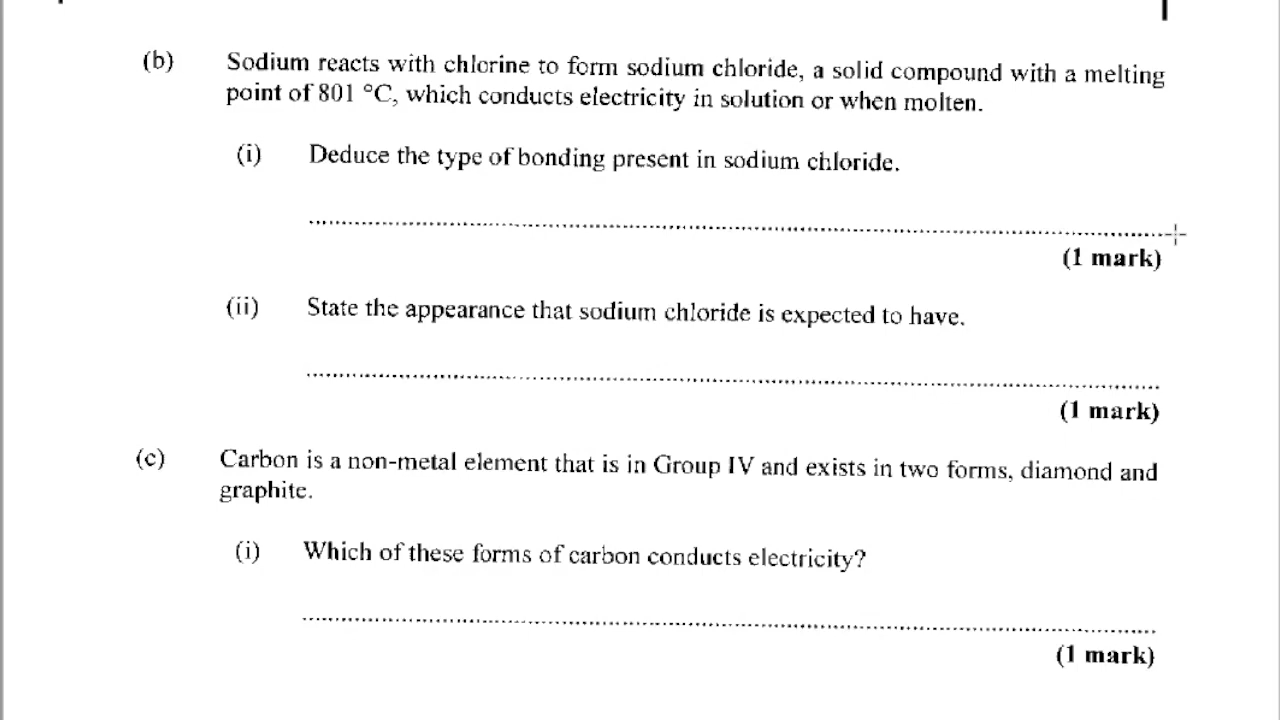 (b) Sodium reacts with chlorine to form sodium chloride, a solid compound with a melting
point of 801 °C, which conducts electricity in solution or when molten.
(i) Deduce the type of bonding present in sodium chloride.
(1 mark)
(ii) State the appearance that sodium chloride is expected to have.
(1 mark)
(c) Carbon is a non-metal element that is in Group IV and exists in two forms, diamond and
graphite.
(i) Which of these forms of carbon conducts electricity?
(1 mark)